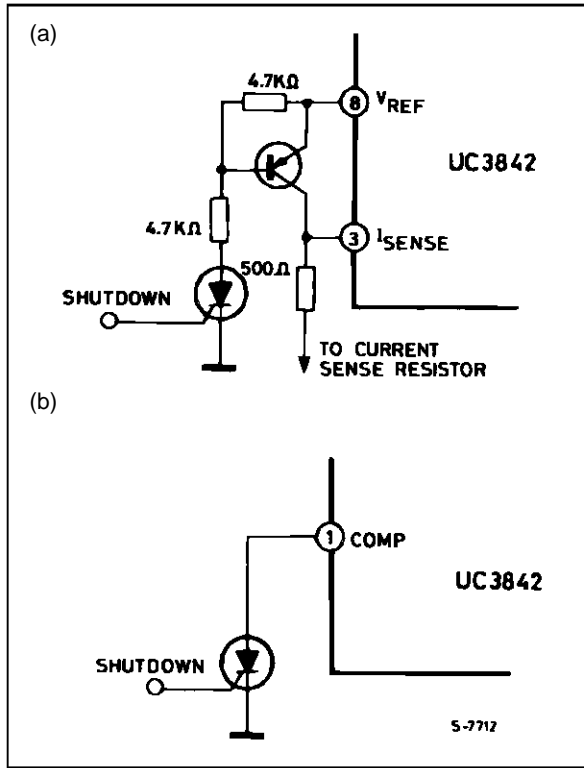 (a)
4.7KΩ
8 VREF
UC3842
4.7KΩ
3 ISENSE
500Ω
SHUTDOWN
TO CURRENT
SENSE RESISTOR
(b)
1 COMP
UC3842
SHUTDOWN
S-7712